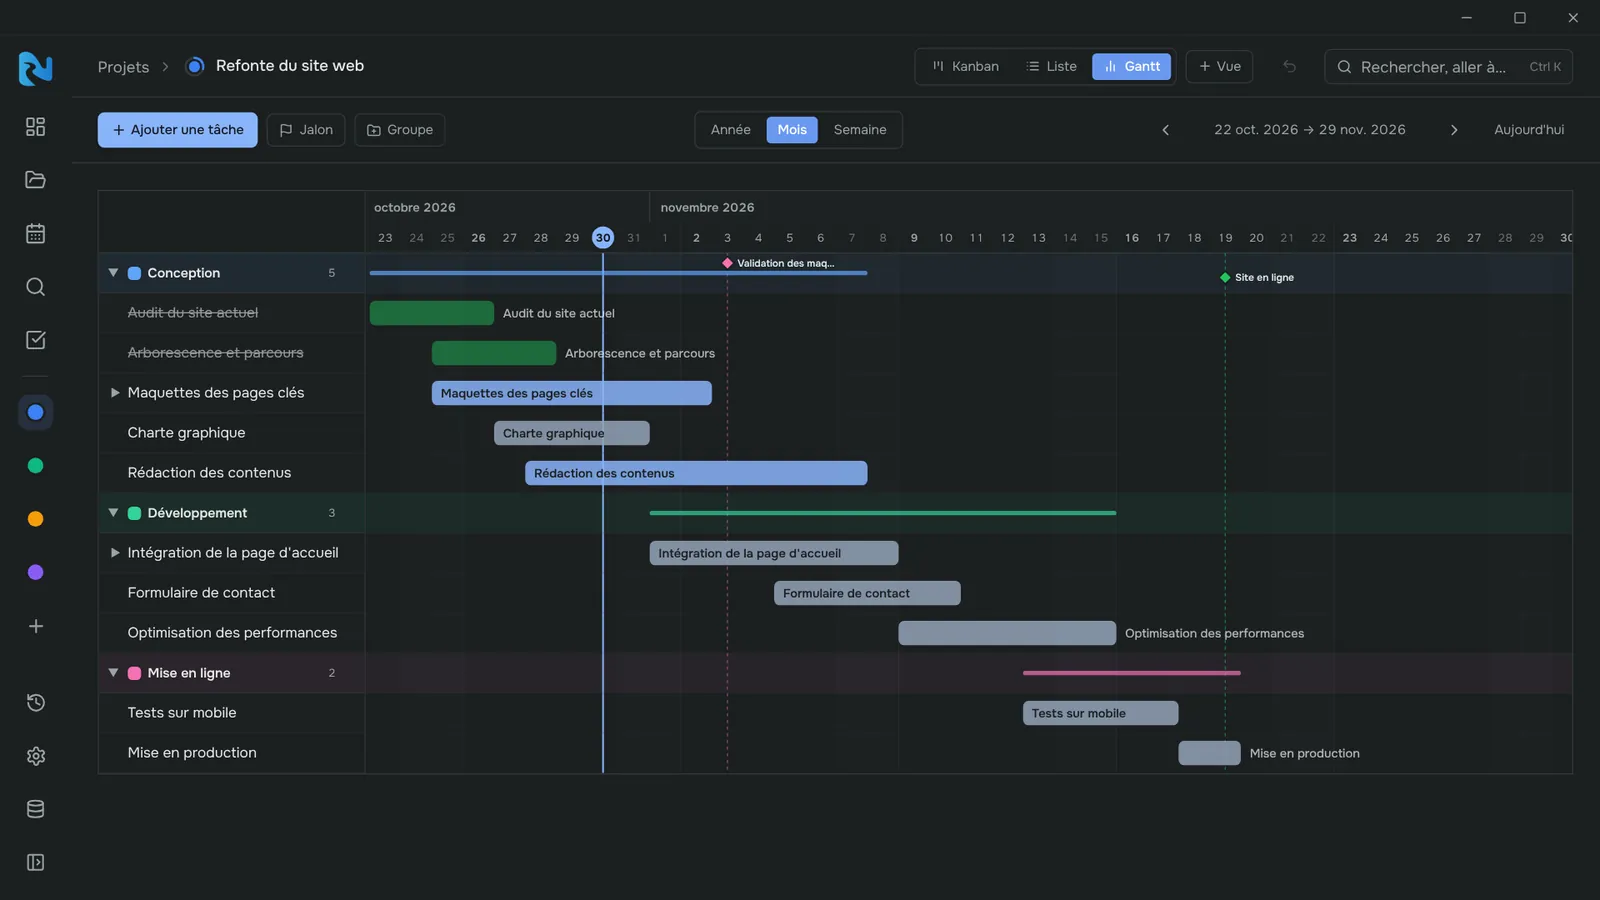 Projets
Refonte du site web
Kanban
Liste
Gantt
+ Vue
Rechercher, aller à...
Ctrl K
+ Ajouter une tâche
Jalon
Groupe
Année
Mois
Semaine
22 oct. 2026 → 29 nov. 2026
Aujourd'hui
octobre 2026
novembre 2026
23 24 25 26 27 28 29 30 31 1 2 3 4 5 6 7 8 9 10 11 12 13 14 15 16 17 18 19 20 21 22 23 24 25 26 27 28 29 30
Conception 5
Validation des maq...
Site en ligne
Audit du site actuel
Audit du site actuel
Arborescence et parcours
Arborescence et parcours
Maquettes des pages clés
Maquettes des pages clés
Charte graphique
Charte graphique
Rédaction des contenus
Rédaction des contenus
Développement 3
Intégration de la page d'accueil
Intégration de la page d'accueil
Formulaire de contact
Formulaire de contact
Optimisation des performances
Optimisation des performances
Mise en ligne 2
Tests sur mobile
Tests sur mobile
Mise en production
Mise en production